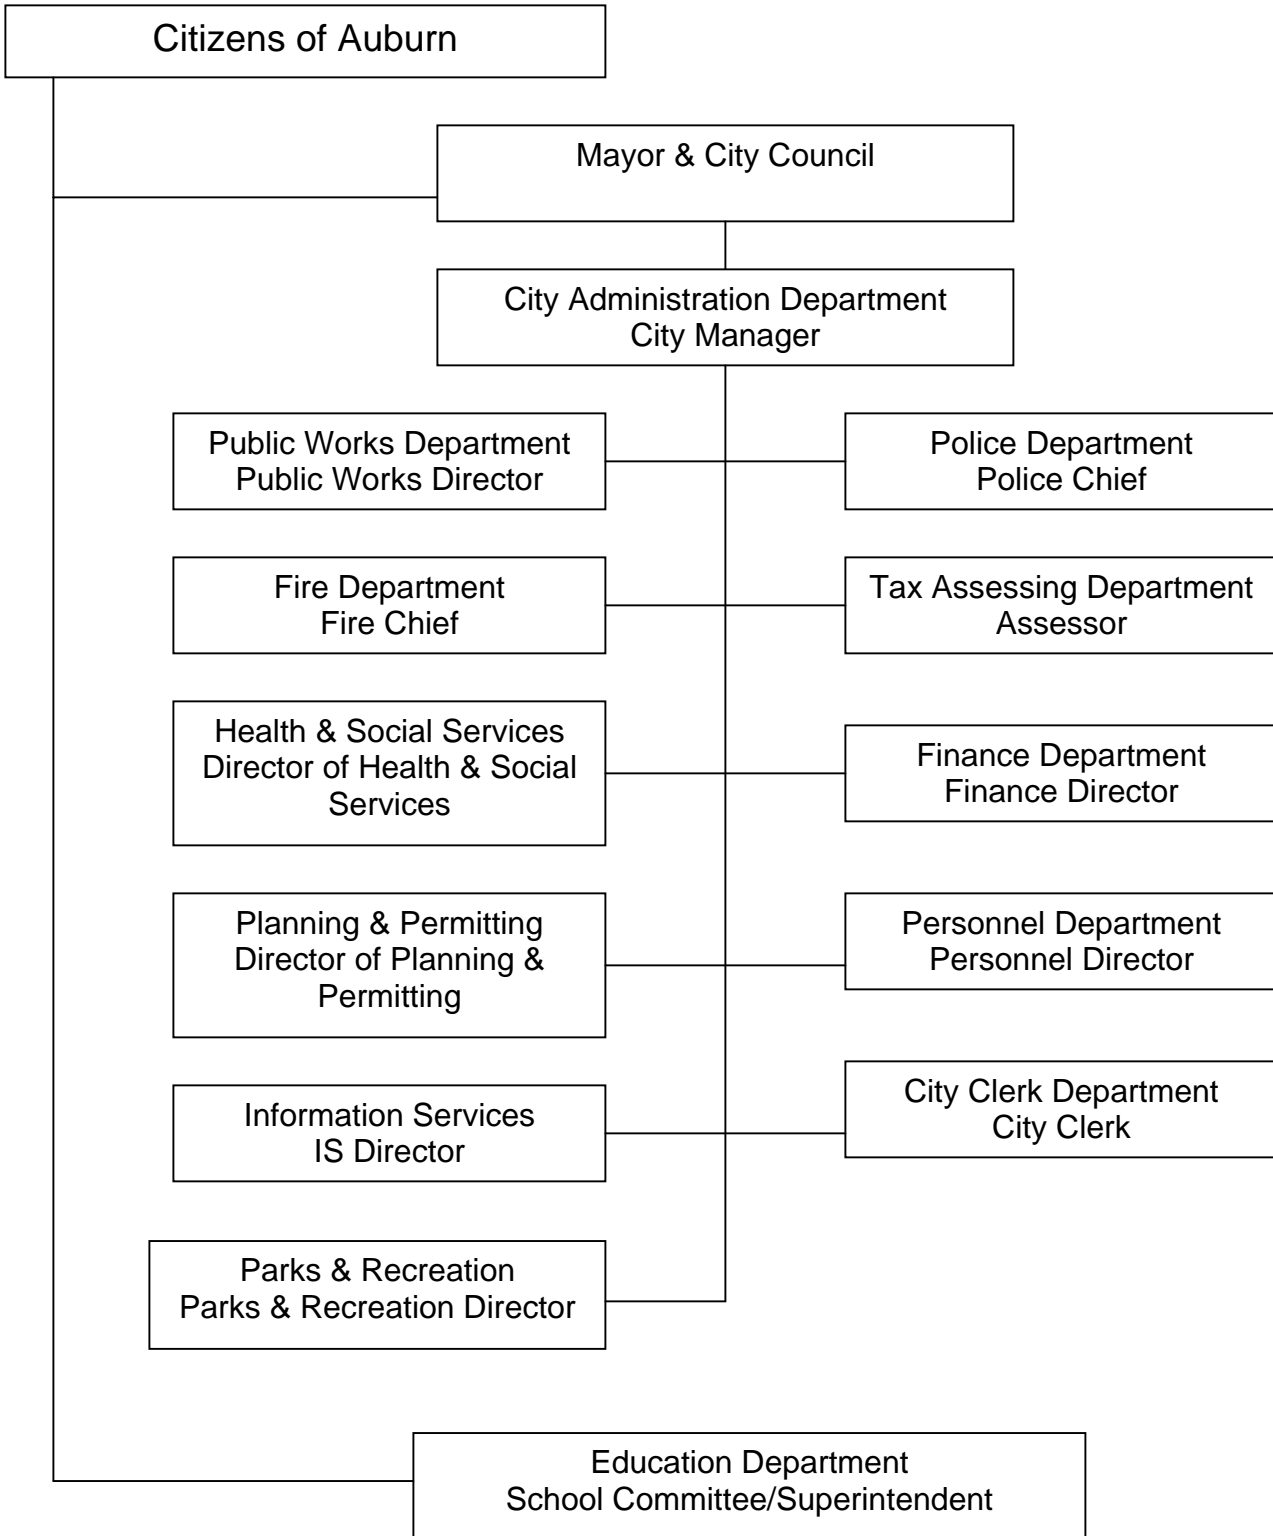 Citizens of Auburn
Mayor & City Council
City Administration Department
City Manager
Public Works Department
Public Works Director
Police Department
Police Chief
Fire Department
Fire Chief
Tax Assessing Department
Assessor
Health & Social Services
Director of Health & Social
Services
Finance Department
Finance Director
Planning & Permitting
Director of Planning &
Permitting
Personnel Department
Personnel Director
Information Services
IS Director
City Clerk Department
City Clerk
Parks & Recreation
Parks & Recreation Director
Education Department
School Committee/Superintendent